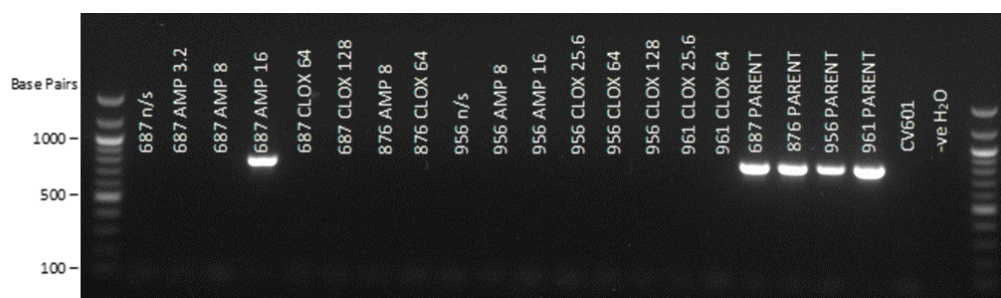 Base Pairs
1000
500
100
687 n/s
687 AMP 3.2
687 AMP 8
687 AMP 16
687 CLOX 64
687 CLOX 128
876 AMP 8
876 CLOX 64
956 n/s
956 AMP 8
956 AMP 16
956 CLOX 25.6
956 CLOX 64
956 CLOX 128
961 CLOX 25.6
961 CLOX 64
687 PARENT
876 PARENT
956 PARENT
961 PARENT
CV601
-ve H₂O